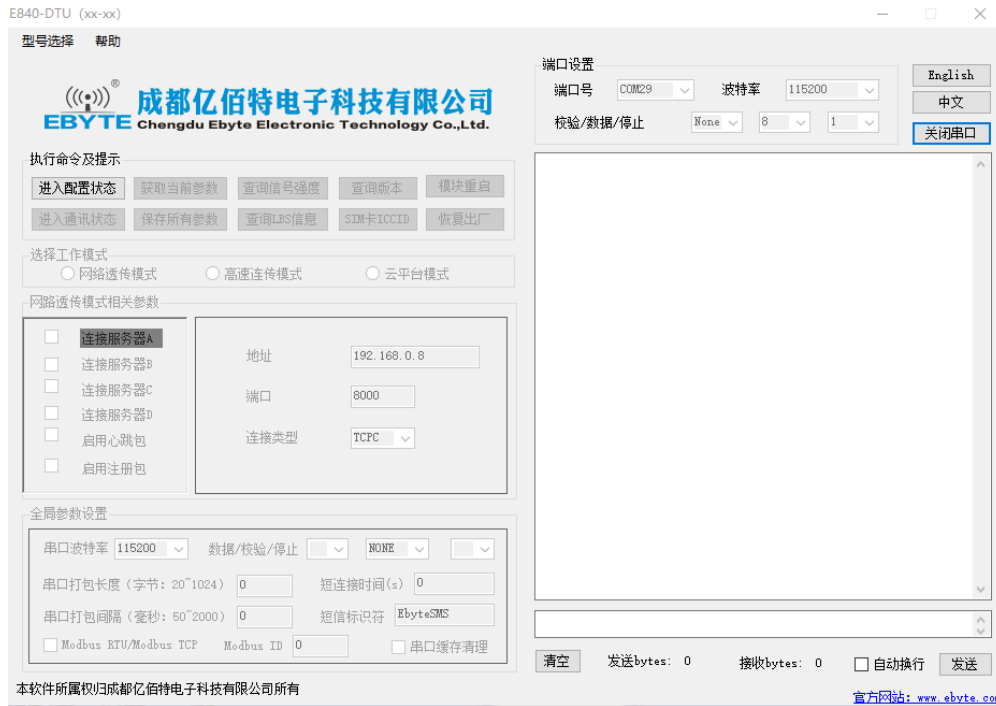 E840-DTU (xx-xx)
型号选择 帮助
成都亿佰特电子科技有限公司
EBYTE Chengdu Ebyte Electronic Technology Co.,Ltd.
端口设置
端口号 COM29 波特率 115200
校验/数据/停止 None 8 1
English
中文
关闭串口
执行命令及提示
进入配置状态 获取当前参数 查询信号强度 查询版本 模块重启
进入通讯状态 保存所有参数 查询LBS信息 SIM卡ICCID 恢复出厂
选择工作模式
网络透传模式 高速连传模式 云平台模式
网路透传模式相关参数
连接服务器A
连接服务器B
连接服务器C
连接服务器D
启用心跳包
启用注册包
地址 192.168.0.8
端口 8000
连接类型 TCPC
全局参数设置
串口波特率 115200 数据/校验/停止 NONE
串口打包长度(字节: 20~1024) 0 短连接时间(s) 0
串口打包间隔(毫秒: 50~2000) 0 短信标识符 EbyteSMS
Modbus RTU/Modbus TCP Modbus ID 0 串口缓存清理
清空 发送bytes: 0 接收bytes: 0 自动换行 发送
本软件所属权归成都亿佰特电子科技有限公司所有
官方网站: www.ebyte.co